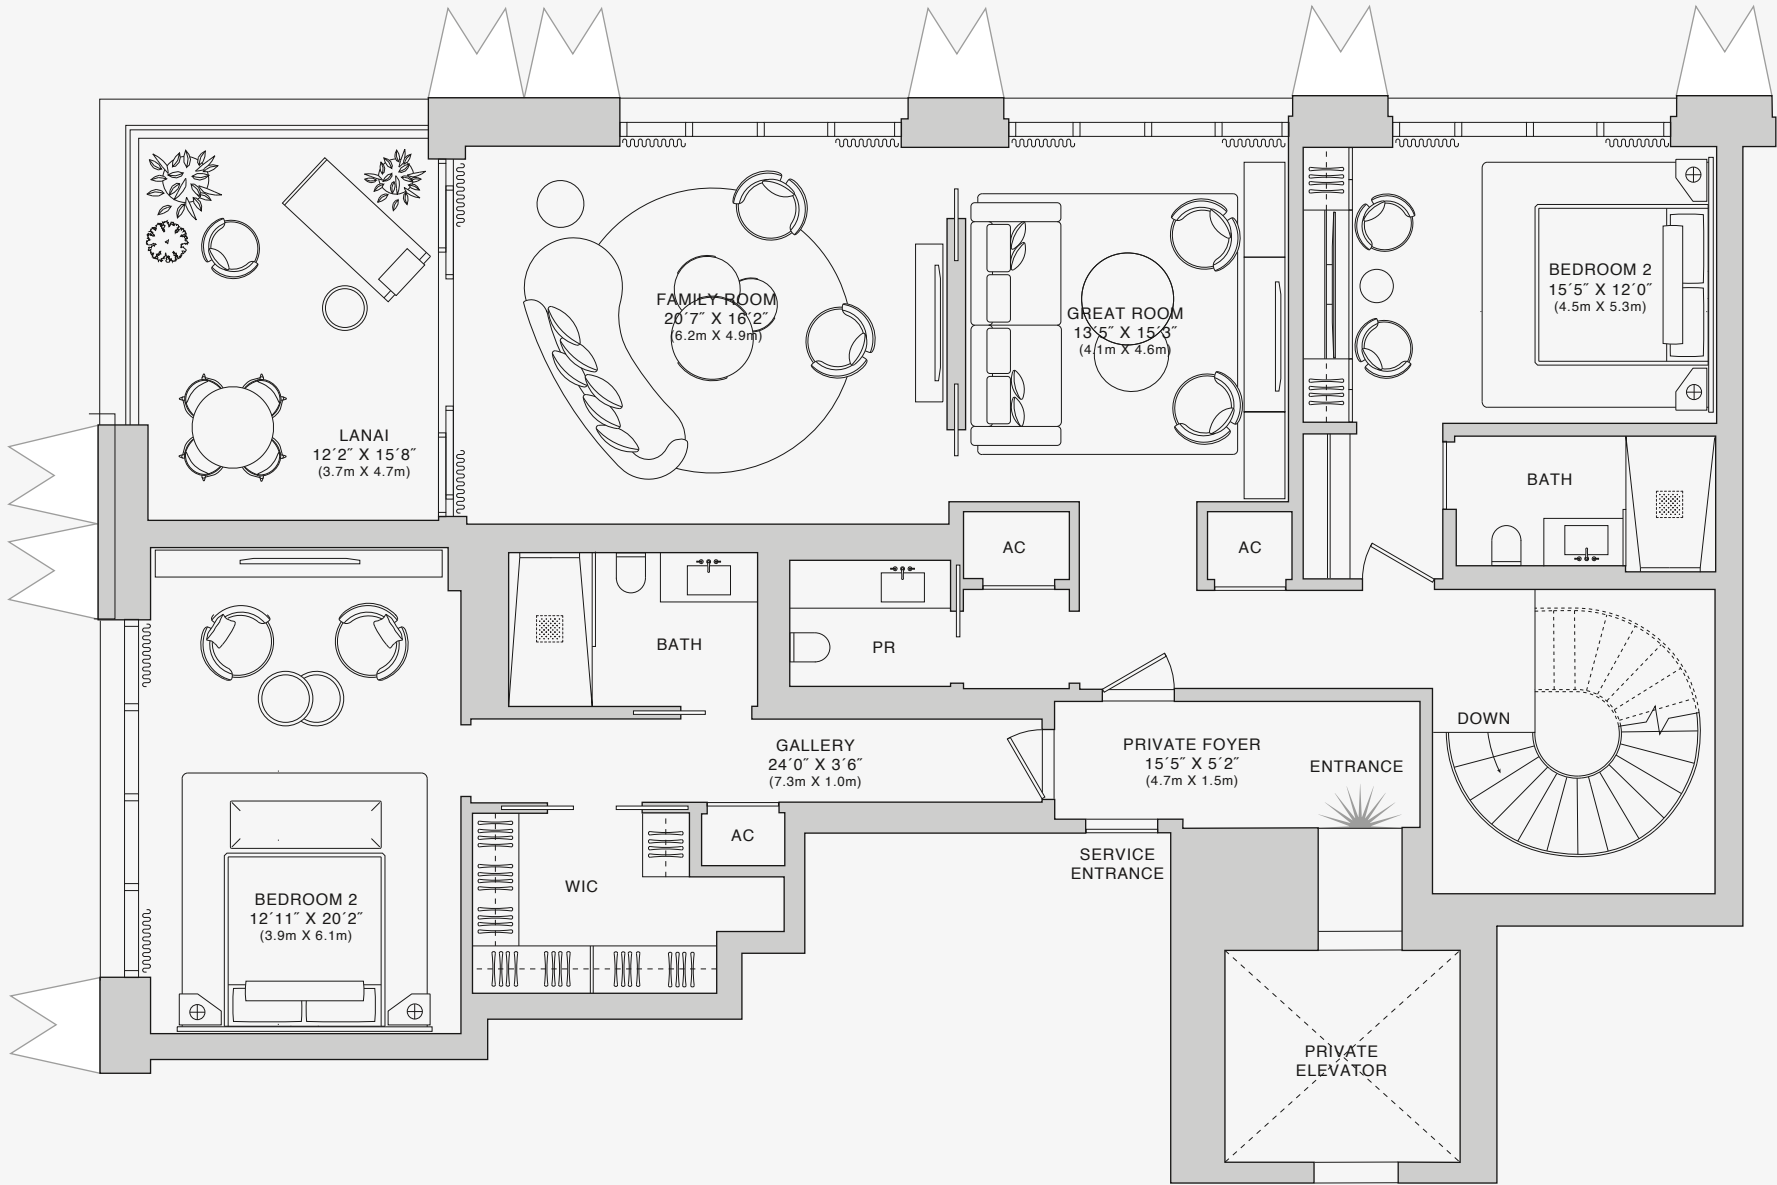 BEDROOM 2
15´5˝ X 12´0˝
(4.5m X 5.3m)
FAMILY ROOM
20´7˝ X 16´2˝
(6.2m X 4.9m)
GREAT ROOM
13´5˝ X 15´3˝
(4.1m X 4.6m)
LANAI
12´2˝ X 15´8˝
(3.7m X 4.7m)
BATH
AC
AC
BATH
PR
DOWN
GALLERY
24´0˝ X 3´6˝
(7.3m X 1.0m)
PRIVATE FOYER
15´5˝ X 5´2˝
(4.7m X 1.5m)
ENTRANCE
AC
SERVICE
ENTRANCE
WIC
BEDROOM 2
12´11˝ X 20´2˝
(3.9m X 6.1m)
PRIVATE
ELEVATOR